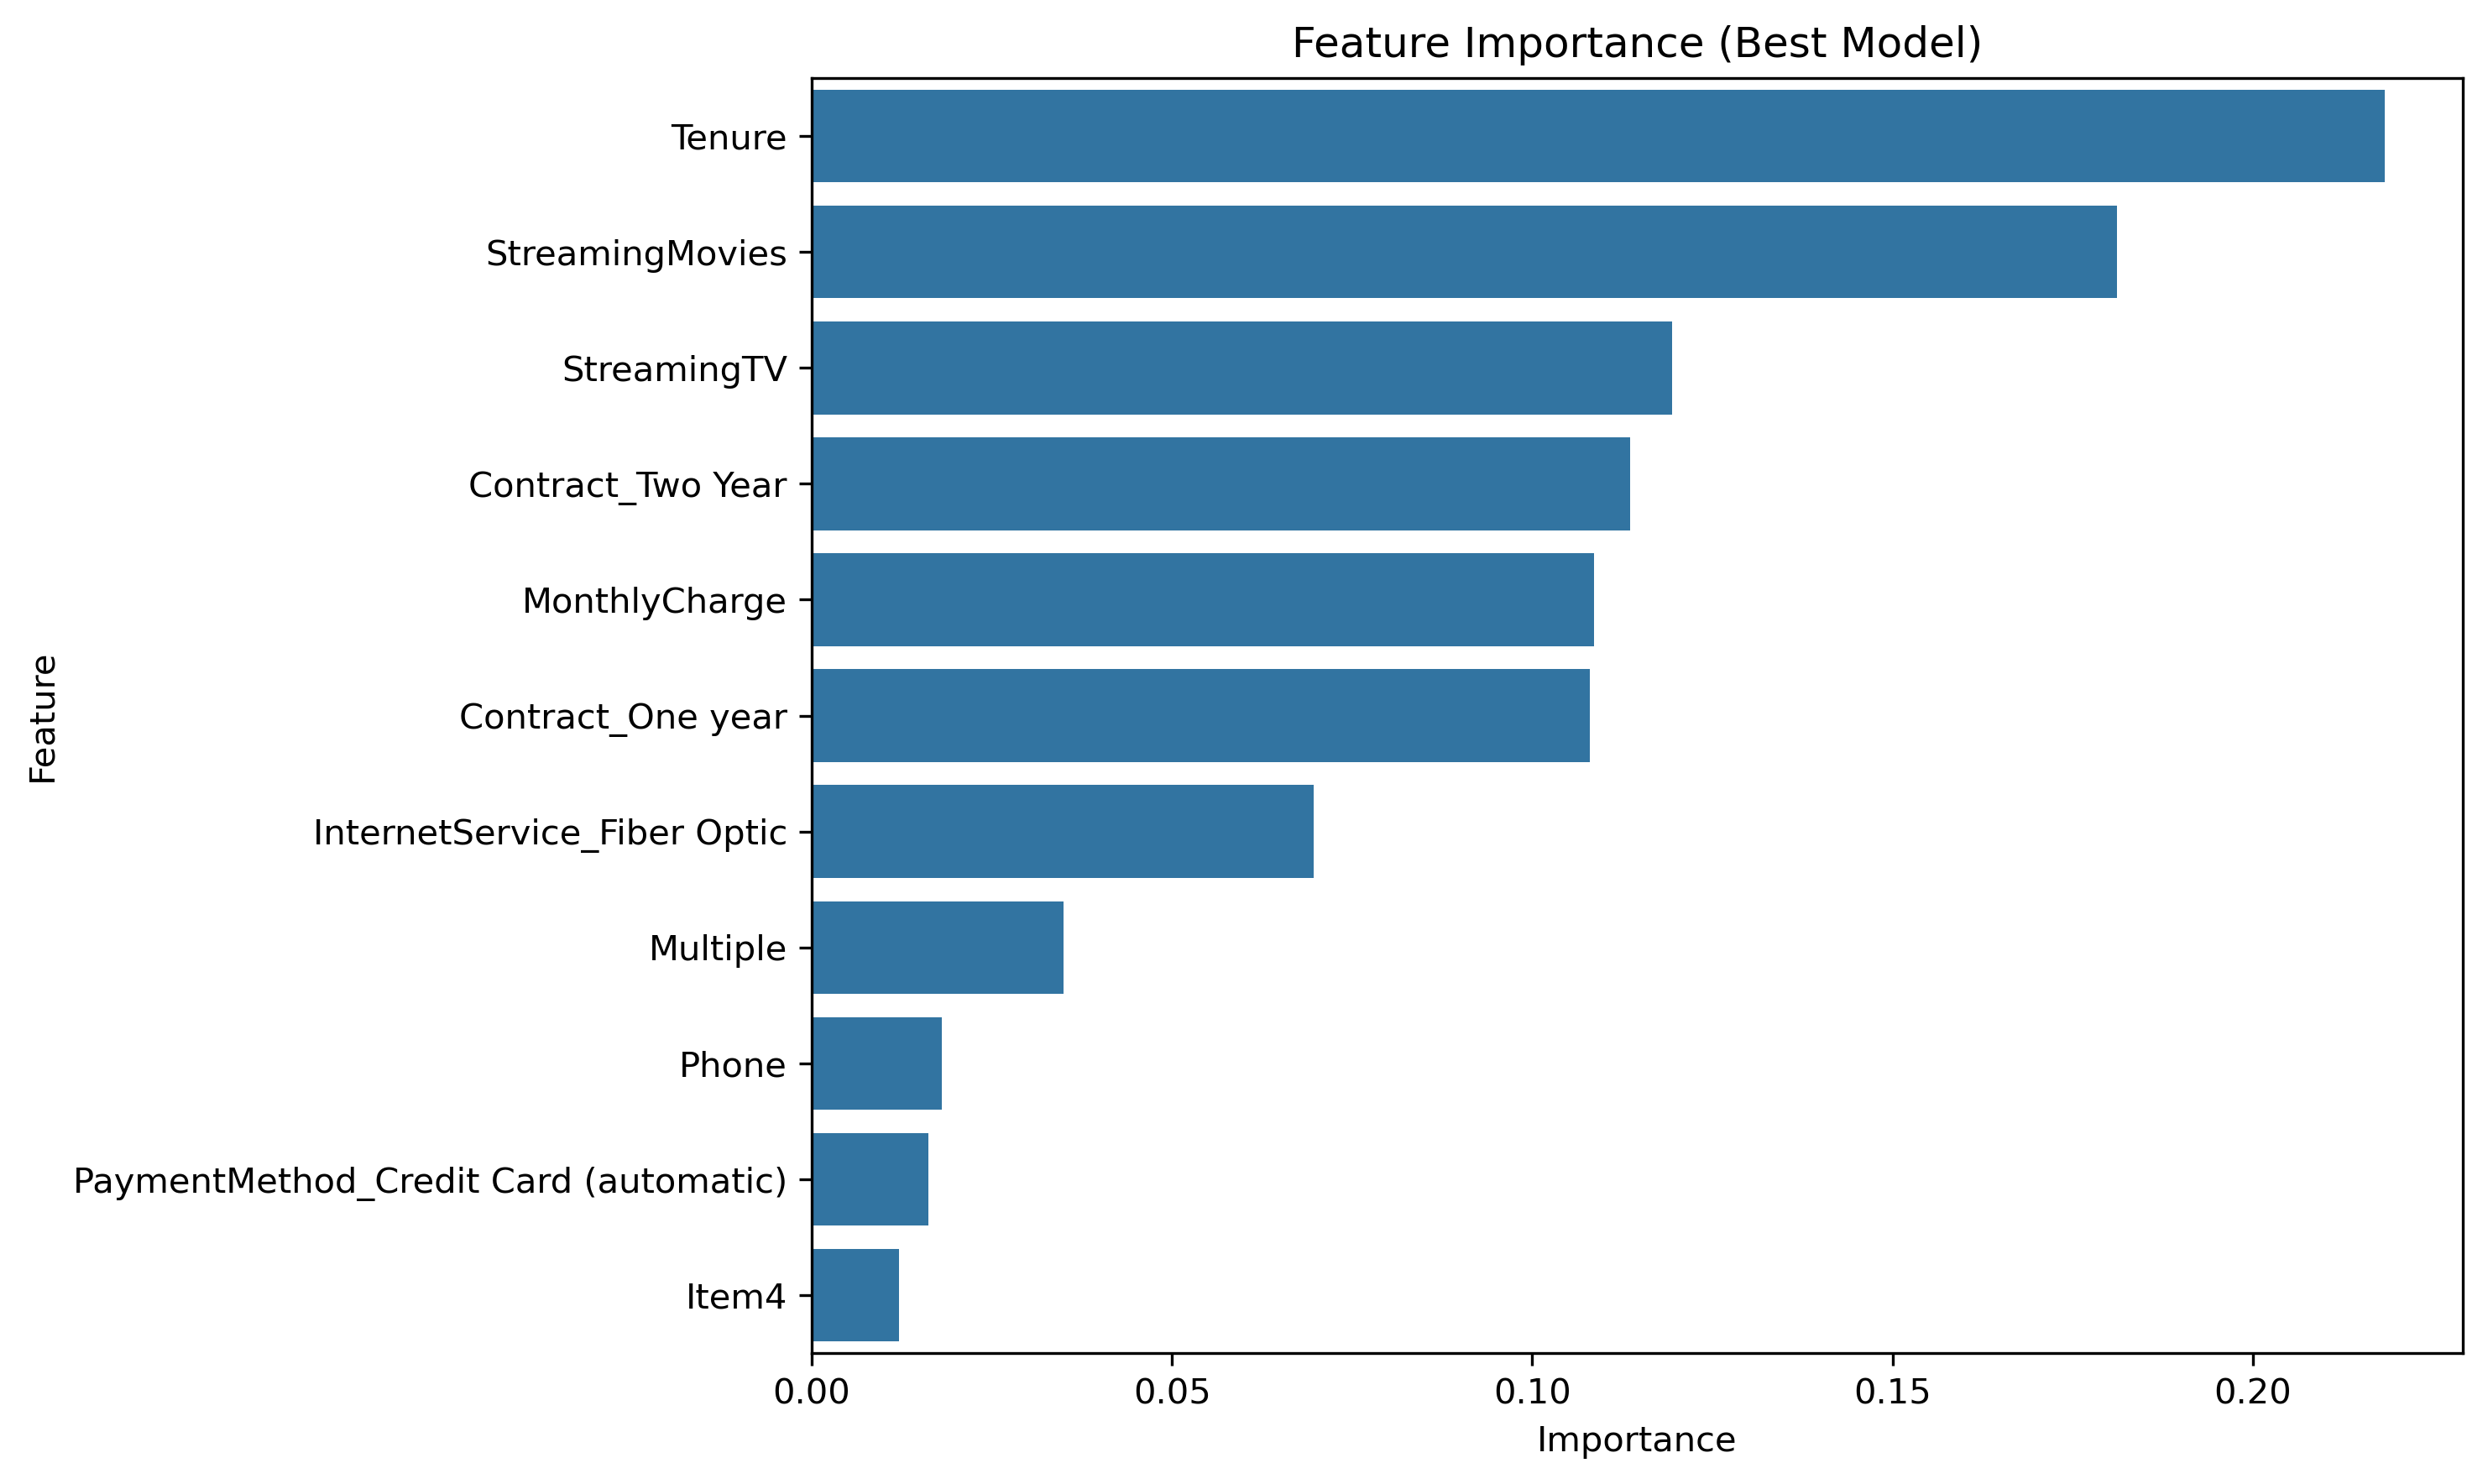 Feature Importance (Best Model)
Feature
Tenure
StreamingMovies
StreamingTV
Contract_Two Year
MonthlyCharge
Contract_One year
InternetService_Fiber Optic
Multiple
Phone
PaymentMethod_Credit Card (automatic)
Item4
0.00 0.05 0.10 0.15 0.20
Importance